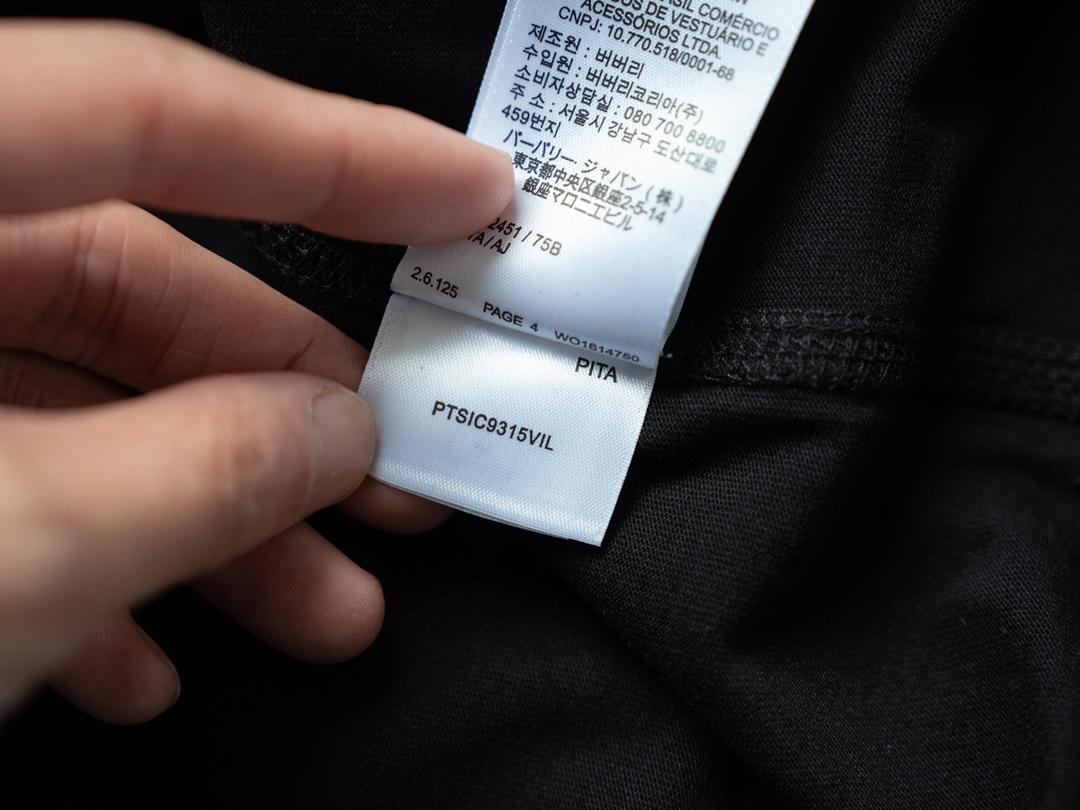 COMÉRCIO
DE VESTUÁRIO E
ACESSÓRIOS LTDA.
CNPJ: 10.770.518/0001-68
제조원 : 버버리
수입원 : 버버리코리아(주)
소비자상담실 : 080 700 8800
주 소 : 서울시 강남구 도산대로
459번지
バーバリー ジャパン ( 株 )
東京都中央区銀座2-5-14
銀座マロニエビル
2451 / 75B
/AJ
2.6.125 PAGE 4 WO1614750
PITA
PTSIC9315VIL